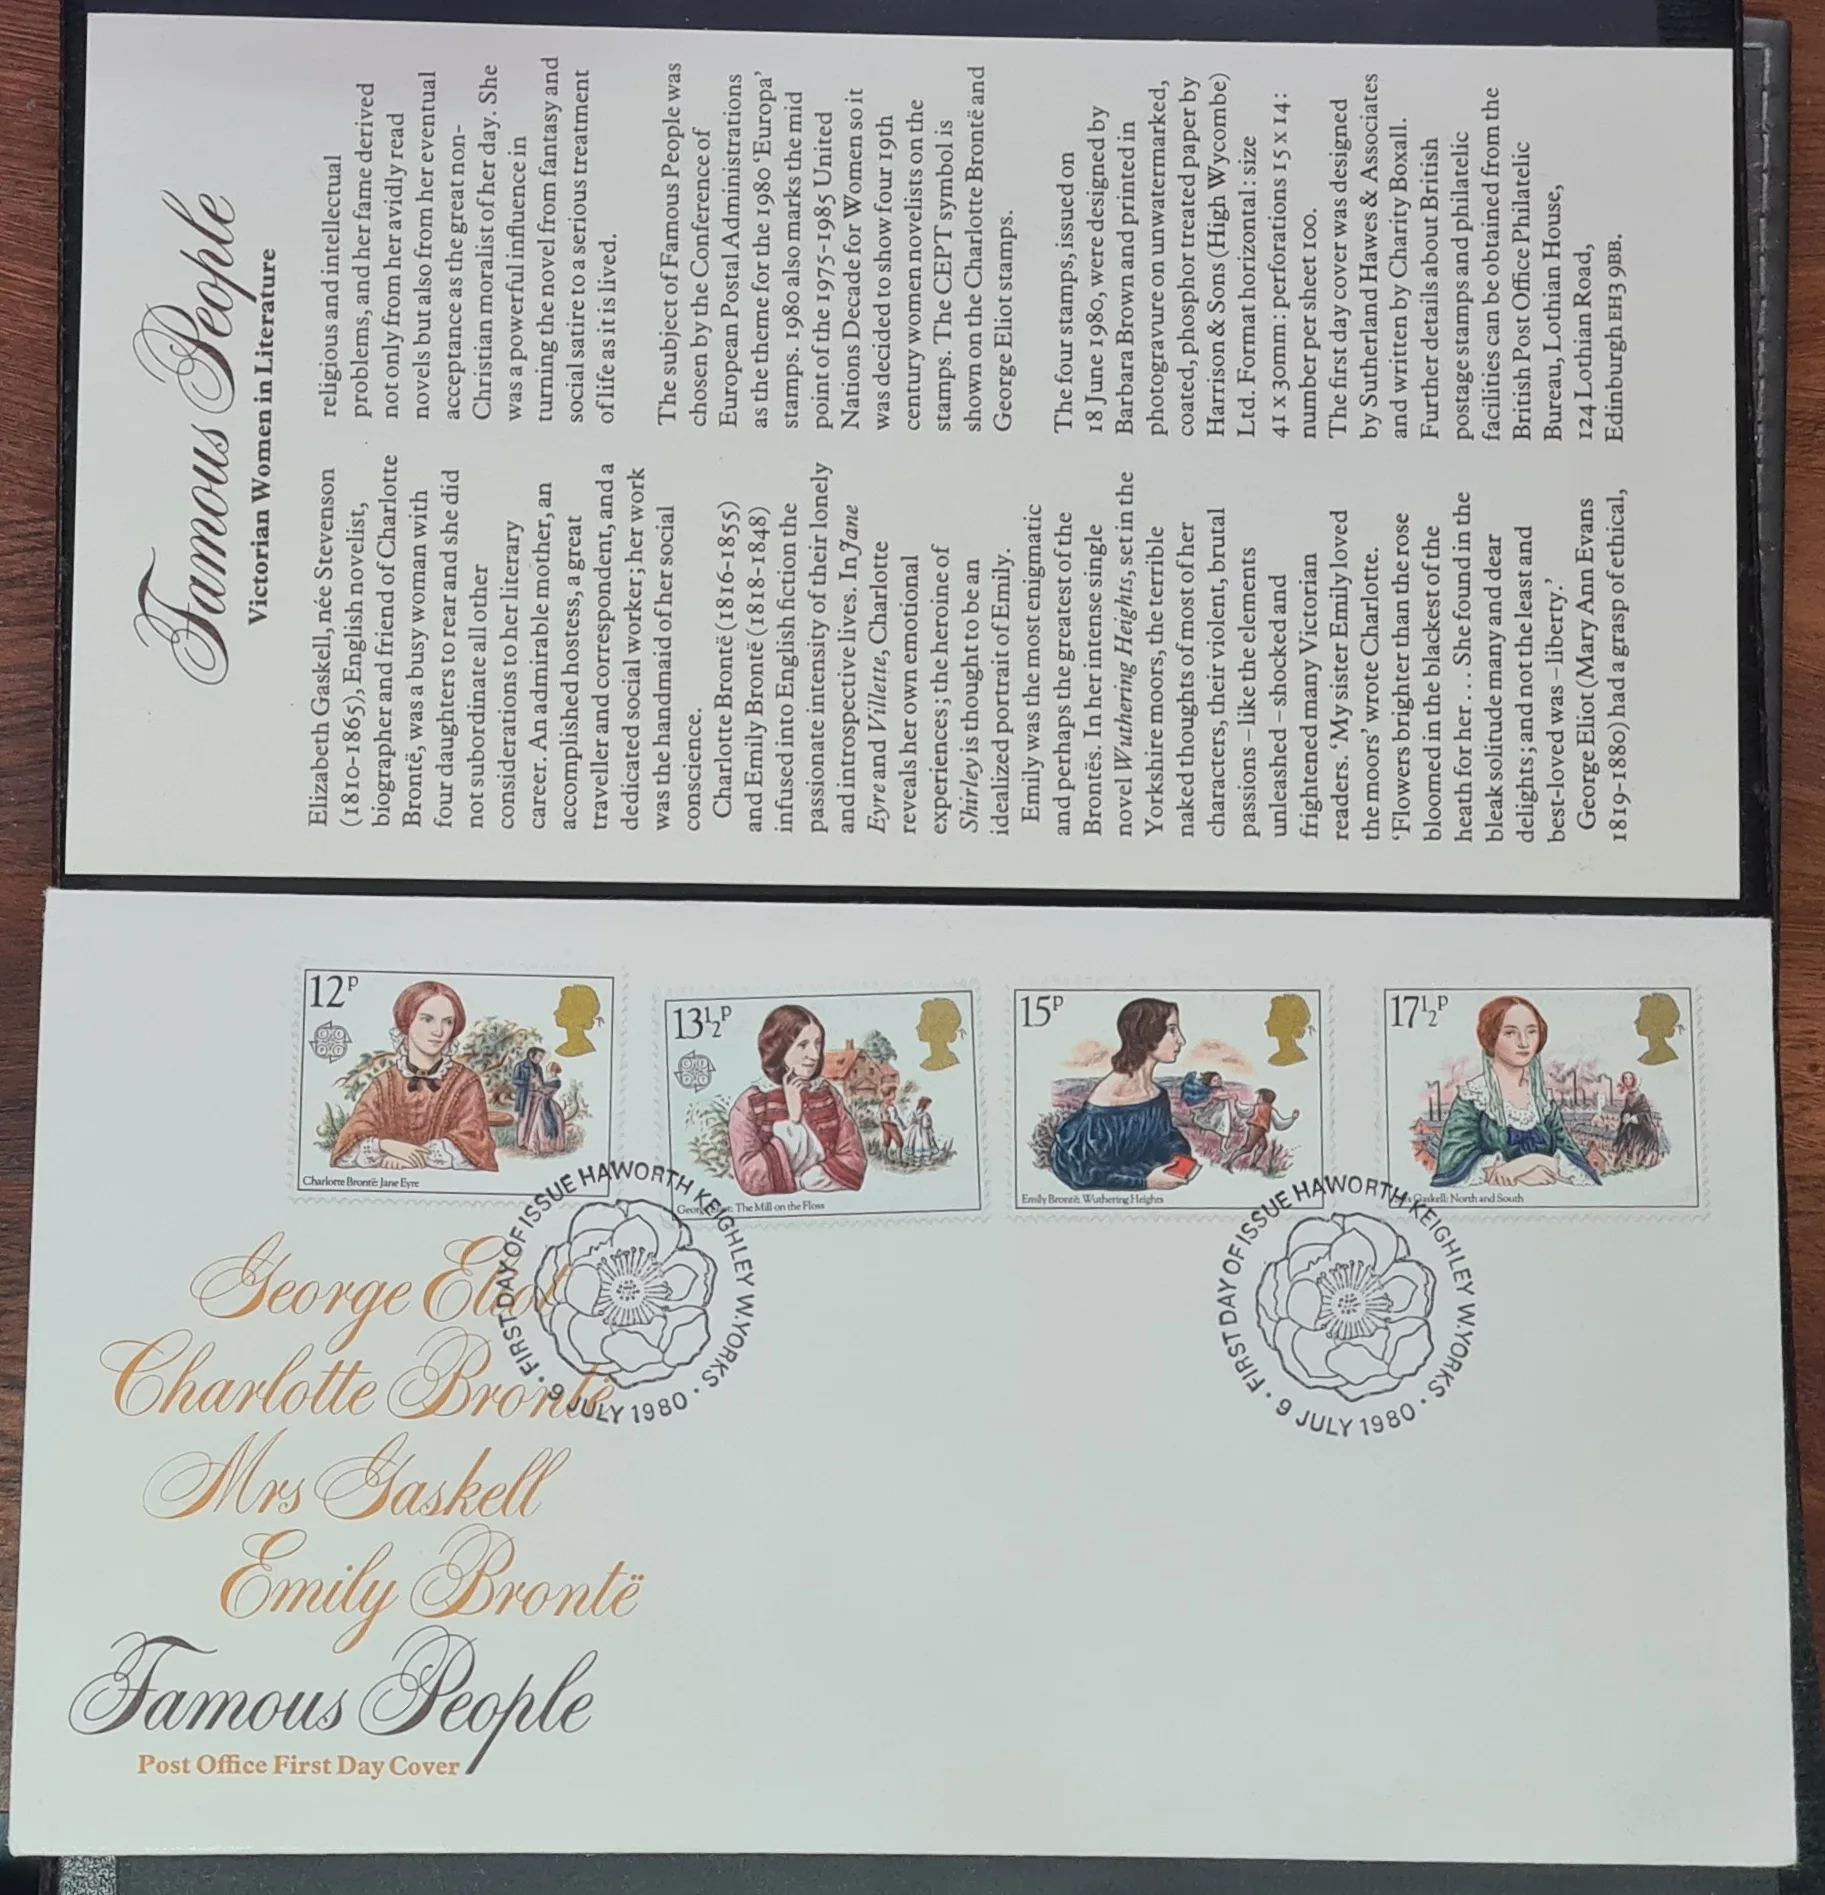 Famous People
Victorian Women in Literature
Elizabeth Gaskell, née Stevenson
(1810-1865), English novelist,
biographer and friend of Charlotte
Brontë, was a busy woman with
four daughters to rear and she did
not subordinate all other
considerations to her literary
career. An admirable mother, an
accomplished hostess, a great
traveller and correspondent, and a
dedicated social worker; her work
was the handmaid of her social
conscience.
Charlotte Brontë (1816-1855)
and Emily Brontë (1818-1848)
infused into English fiction the
passionate intensity of their lonely
and introspective lives. In Jane
Eyre and Villette, Charlotte
reveals her own emotional
experiences; the heroine of
Shirley is thought to be an
idealized portrait of Emily.
Emily was the most enigmatic
and perhaps the greatest of the
Brontës. In her intense single
novel Wuthering Heights, set in the
Yorkshire moors, the terrible
naked thoughts of most of her
characters, their violent, brutal
passions – like the elements
unleashed – shocked and
frightened many Victorian
readers. ‘My sister Emily loved
the moors’ wrote Charlotte.
‘Flowers brighter than the rose
bloomed in the blackest of the
heath for her.... She found in the
bleak solitude many and dear
delights; and not the least and
best-loved was – liberty.’
George Eliot (Mary Ann Evans
1819-1880) had a grasp of ethical,
religious and intellectual
problems, and her fame derived
not only from her avidly read
novels but also from her eventual
acceptance as the great non-
Christian moralist of her day. She
was a powerful influence in
turning the novel from fantasy and
social satire to a serious treatment
of life as it is lived.
The subject of Famous People was
chosen by the Conference of
European Postal Administrations
as the theme for the 1980 ‘Europa’
stamps. 1980 also marks the mid
point of the 1975-1985 United
Nations Decade for Women so it
was decided to show four 19th
century women novelists on the
stamps. The CEPT symbol is
shown on the Charlotte Brontë and
George Eliot stamps.
The four stamps, issued on
18 June 1980, were designed by
Barbara Brown and printed in
photogravure on unwatermarked,
coated, phosphor treated paper by
Harrison & Sons (High Wycombe)
Ltd. Format horizontal: size
41 x 30mm: perforations 15 x 14:
number per sheet 100.
The first day cover was designed
by Sutherland Hawes & Associates
and written by Charity Boxall.
Further details about British
postage stamps and philatelic
facilities can be obtained from the
British Post Office Philatelic
Bureau, Lothian House,
124 Lothian Road,
Edinburgh EH3 9BB.
12P
Charlotte Brontë: Jane Eyre
13½P
George Eliot: The Mill on the Floss
15P
Emily Brontë: Wuthering Heights
17½P
Gaskell: North and South
FIRST DAY OF ISSUE HAWORTH KEIGHLEY W.YORKS
9 JULY 1980
FIRST DAY OF ISSUE HAWORTH KEIGHLEY W.YORKS
9 JULY 1980
George Eliot
Charlotte Brontë
Mrs Gaskell
Emily Brontë
Famous People
Post Office First Day Cover